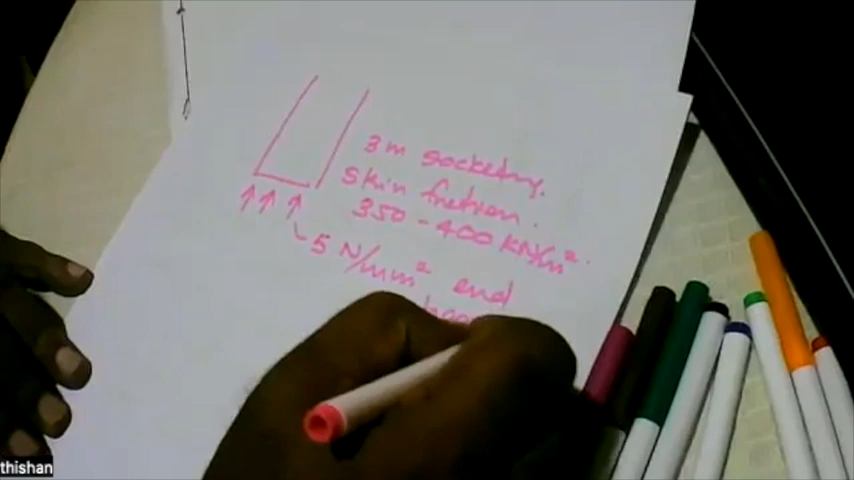 3m socketing.
Skin friction.
350 - 400 KN/m².
5 N/mm² end
thishan